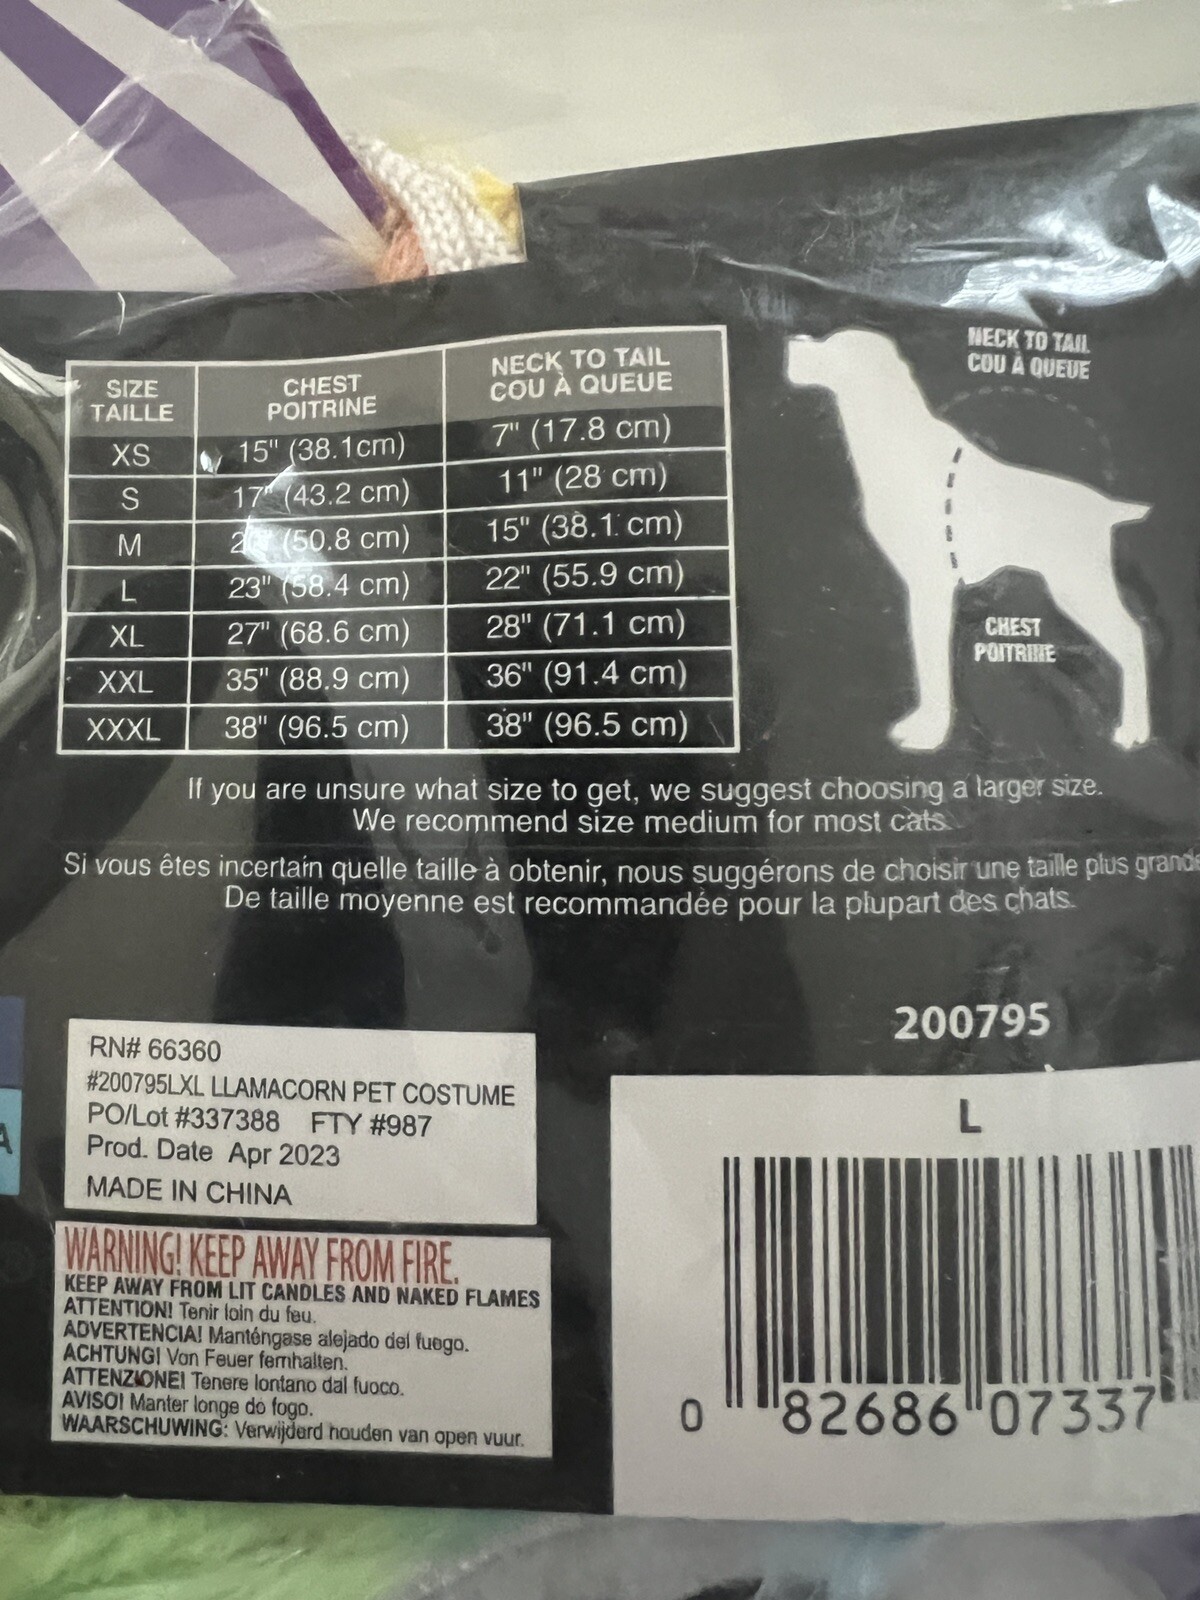 SIZE TAILLE CHEST POITRINE NECK TO TAIL COU À QUEUE
XS 15" (38.1cm) 7" (17.8 cm)
S 17" (43.2 cm) 11" (28 cm)
M (50.8 cm) 15" (38.1 cm)
L 23" (58.4 cm) 22" (55.9 cm)
XL 27" (68.6 cm) 28" (71.1 cm)
XXL 35" (88.9 cm) 36" (91.4 cm)
XXXL 38" (96.5 cm) 38" (96.5 cm)
NECK TO TAIL
COU À QUEUE
CHEST
POITRINE
If you are unsure what size to get, we suggest choosing a larger size.
We recommend size medium for most cats.
Si vous êtes incertain quelle taille à obtenir, nous suggérons de choisir une taille plus grande
De taille moyenne est recommandée pour la plupart des chats.
200795
RN# 66360
#200795LXL LLAMACORN PET COSTUME
PO/Lot #337388 FTY #987
Prod. Date Apr 2023
MADE IN CHINA
WARNING! KEEP AWAY FROM FIRE.
KEEP AWAY FROM LIT CANDLES AND NAKED FLAMES
ATTENTION! Tenir loin du feu.
ADVERTENCIA! Manténgase alejado del fuego.
ACHTUNG! Von Feuer fernhalten.
ATTENZIONE! Tenere lontano dal fuoco.
AVISO! Manter longe do fogo.
WAARSCHUWING: Verwijderd houden van open vuur.
L
0 82686 07337